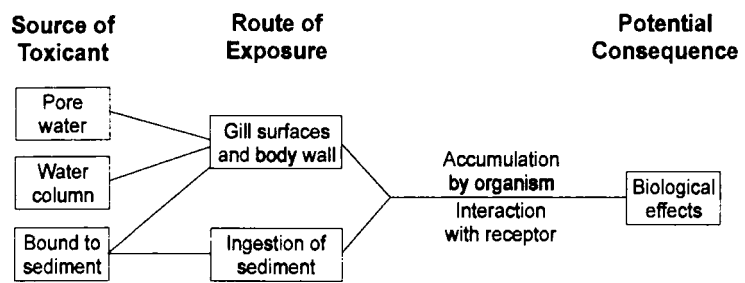 Source of
Toxicant
Route of
Exposure
Potential
Consequence
Pore
water
Water
column
Bound to
sediment
Gill surfaces
and body wall
Ingestion of
sediment
Accumulation
by organism
Interaction
with receptor
Biological
effects